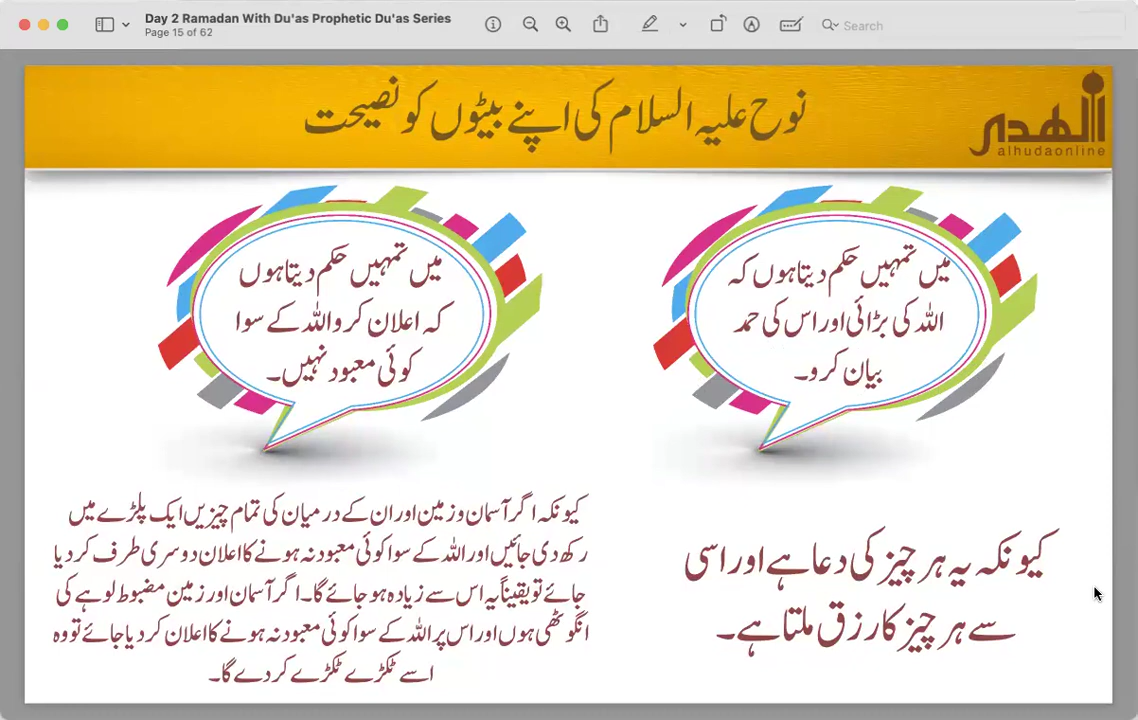 Day 2 Ramadan With Du'as Prophetic Du'as Series
Page 15 of 62
Search
نوح علیہ السلام کی اپنے بیٹوں کو نصیحت
الهدى
alhudaonline
میں تمہیں حکم دیتا ہوں کہ
اللہ کی بڑائی اور اس کی حمد
بیان کرو۔
کیونکہ یہ ہر چیز کی دعا ہے اور اسی
سے ہر چیز کا رزق ملتا ہے۔
میں تمہیں حکم دیتا ہوں
کہ اعلان کرو اللہ کے سوا
کوئی معبود نہیں۔
کیونکہ اگر آسمان و زمین اور ان کے درمیان کی تمام چیزیں ایک پلڑے میں
رکھ دی جائیں اور اللہ کے سوا کوئی معبود نہ ہونے کا اعلان دوسری طرف کر دیا
جائے تو یقیناً یہ اس سے زیادہ ہو جائے گا۔ اگر آسمان اور زمین مضبوط لوہے کی
انگوٹھی ہوں اور اس پر اللہ کے سوا کوئی معبود نہ ہونے کا اعلان کر دیا جائے تو وہ
اسے ٹکڑے ٹکڑے کر دے گا۔